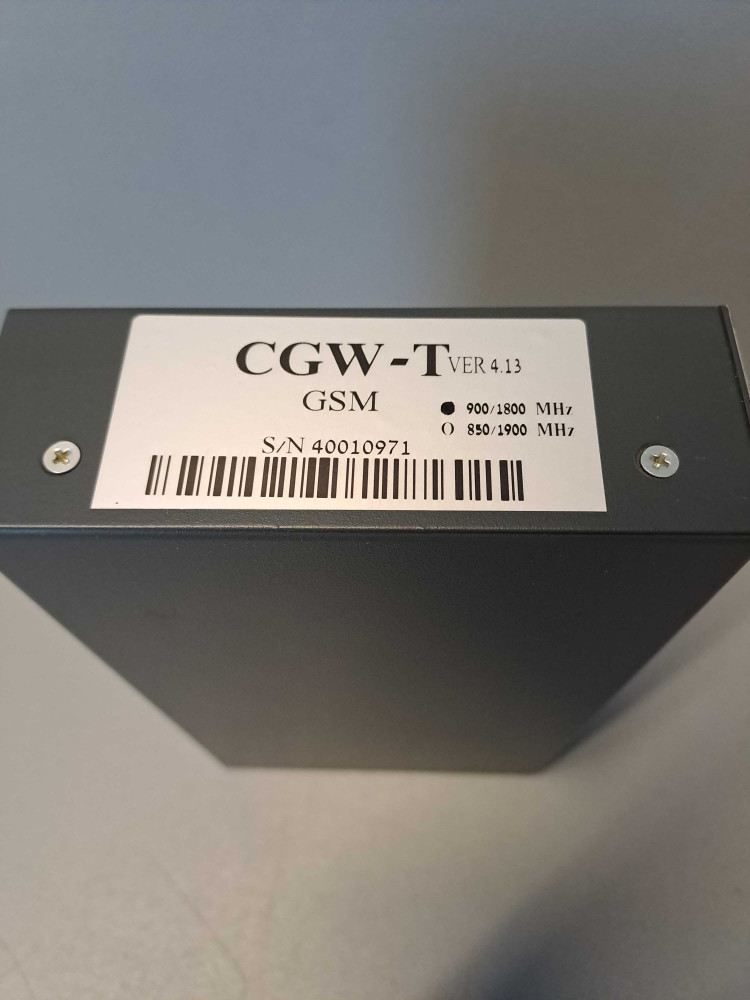 CGW-T VER 4.13
GSM
● 900/1800 MHz
O 850/1900 MHz
S/N 40010971